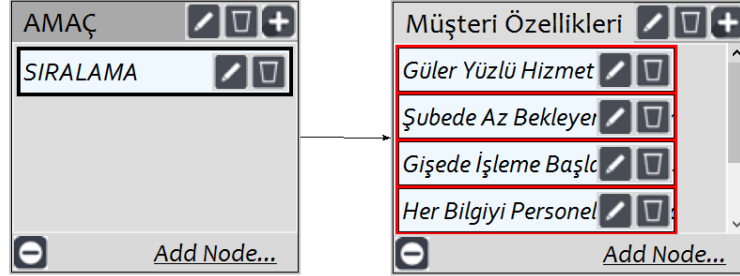 AMAÇ
SIRALAMA
Add Node...
Müşteri Özellikleri
Güler Yüzlü Hizmet
Şubede Az Bekleyen
Gişede İşleme Başla
Her Bilgiyi Personel
Add Node...